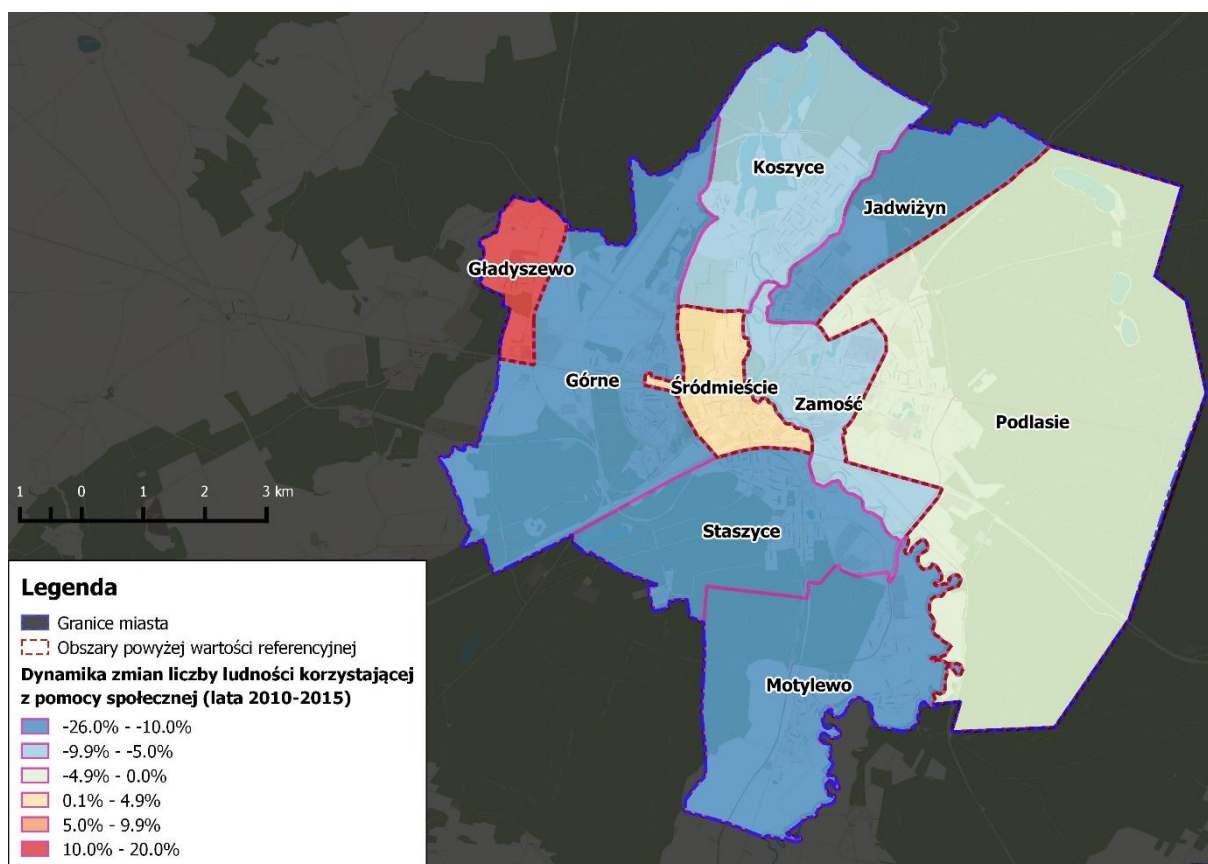 Koszyce
Jadwiżyn
Gładyszewo
Górne
Śródmieście
Zamość
Podlasie
Staszyce
Motylewo
1 0 1 2 3 km
Legenda
Granice miasta
Obszary powyżej wartości referencyjnej
Dynamika zmian liczby ludności korzystającej
z pomocy społecznej (lata 2010-2015)
-26.0% - -10.0%
-9.9% - -5.0%
-4.9% - 0.0%
0.1% - 4.9%
5.0% - 9.9%
10.0% - 20.0%